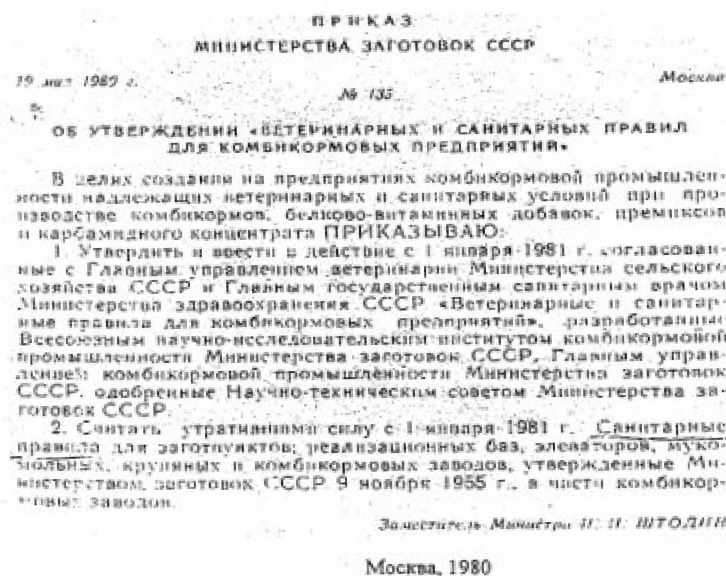 ПРИКАЗ
МИНИСТЕРСТВА ЗАГОТОВОК СССР
19 мая 1980 г.
Москва
№ 135
ОБ УТВЕРЖДЕНИИ «ВЕТЕРИНАРНЫХ И САНИТАРНЫХ ПРАВИЛ
ДЛЯ КОМБИКОРМОВЫХ ПРЕДПРИЯТИЙ»
В целях создания на предприятиях комбикормовой промышлен-
ности надлежащих ветеринарных и санитарных условий при про-
изводстве комбикормов, белково-витаминных добавок, премиксов
и карбамидного концентрата ПРИКАЗЫВАЮ:
1. Утвердить и ввести в действие с 1 января 1981 г. согласован-
ные с Главным управлением ветеринарии Министерства сельского
хозяйства СССР и Главным государственным санитарным врачом
Министерства здравоохранения СССР «Ветеринарные и санитар-
ные правила для комбикормовых предприятий», разработанные
Всесоюзным научно-исследовательским институтом комбикормовой
промышленности Министерства заготовок СССР, Главным управ-
лением комбикормовой промышленности Министерства заготовок
СССР, одобренные Научно-техническим советом Министерства за-
готовок СССР.
2. Считать утратившими силу с 1 января 1981 г. Санитарные
правила для заготпунктов, реализационных баз, элеваторов, муко-
мольных, крупяных и комбикормовых заводов, утвержденные Ми-
нистерством заготовок СССР 9 ноября 1955 г., в части комбикор-
мовых заводов.
Заместитель Министра ШТОДИН
Москва, 1980